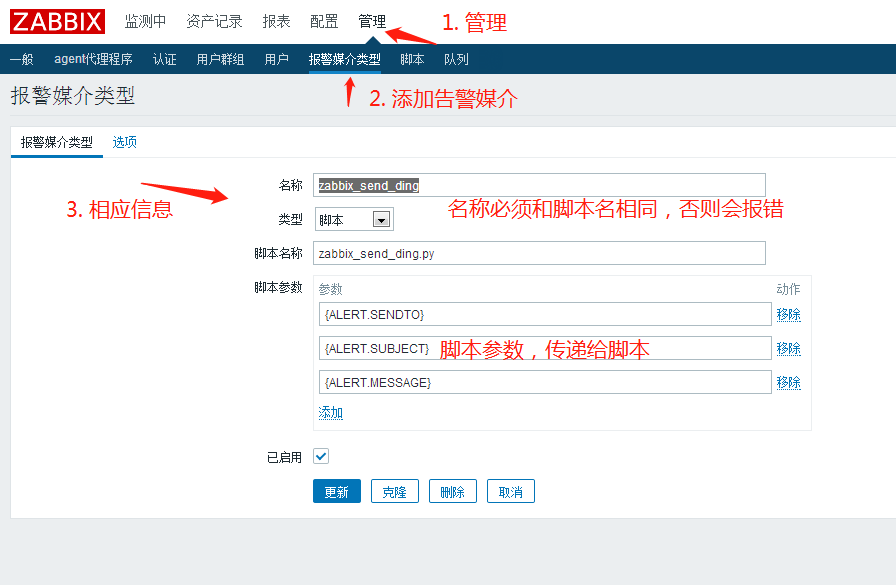 ZABBIX 监测中 资产记录 报表 配置 管理 1. 管理
一般 agent代理程序 认证 用户群组 用户 报警媒介类型 脚本 队列
报警媒介类型 2. 添加告警媒介
报警媒介类型 选项
名称 zabbix_send_ding
3. 相应信息 名称必须和脚本名相同，否则会报错
类型 脚本
脚本名称 zabbix_send_ding.py
脚本参数 参数 动作
{ALERT.SENDTO} 移除
{ALERT.SUBJECT} 脚本参数，传递给脚本 移除
{ALERT.MESSAGE} 移除
添加
已启用
更新 克隆 删除 取消